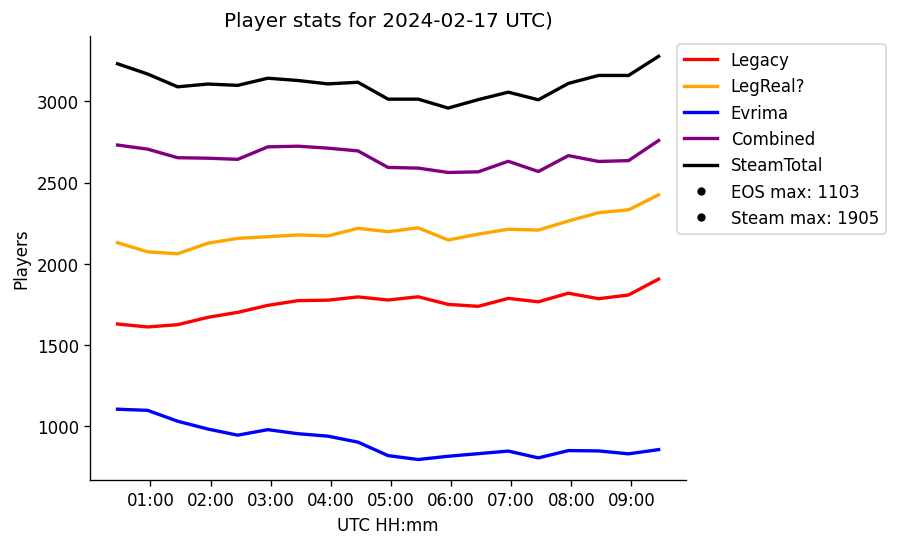 Player stats for 2024-02-17 UTC)
Legacy
LegReal?
Evrima
Combined
SteamTotal
EOS max: 1103
Steam max: 1905
Players
3000
2500
2000
1500
1000
01:00 02:00 03:00 04:00 05:00 06:00 07:00 08:00 09:00
UTC HH:mm